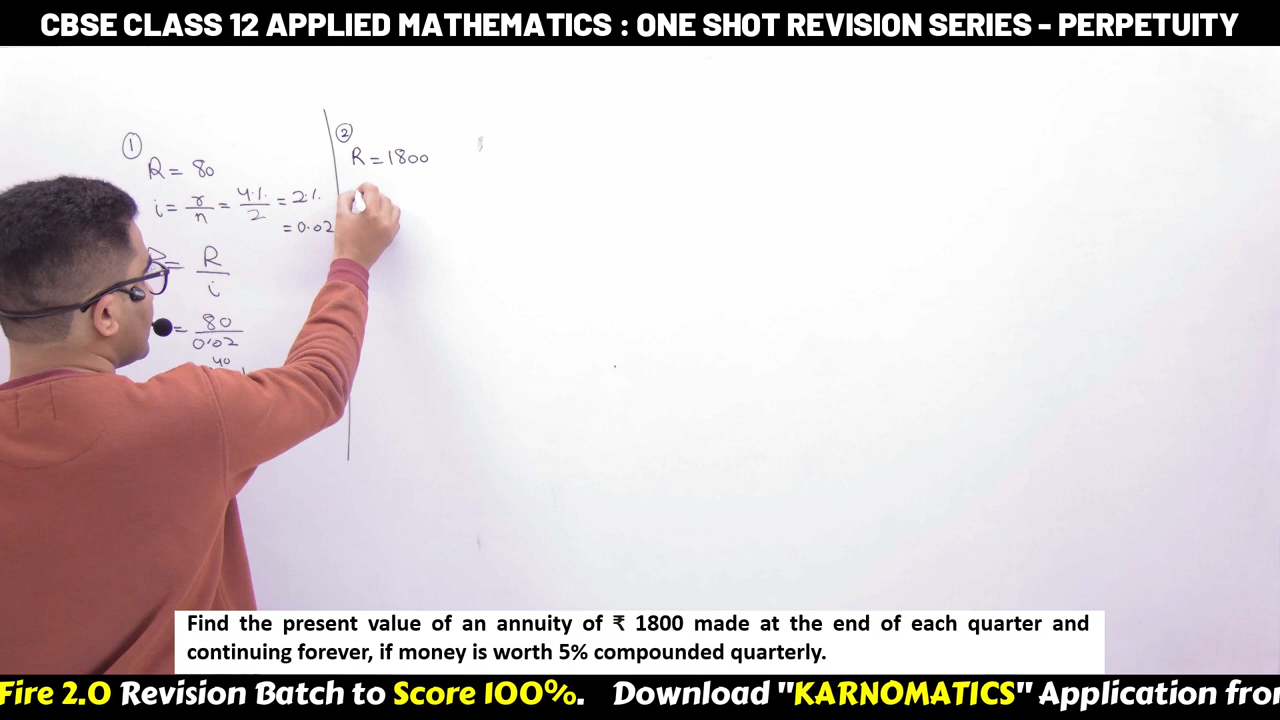 CBSE CLASS 12 APPLIED MATHEMATICS : ONE SHOT REVISION SERIES – PERPETUITY
①
R = 80
i = r/n = 4%/2 = 2%
= 0.02
= R/i
= 80/0.02
40
②
R = 1800
Find the present value of an annuity of ₹ 1800 made at the end of each quarter and
continuing forever, if money is worth 5% compounded quarterly.
Fire 2.0 Revision Batch to Score 100%. Download "KARNOMATICS" Application from